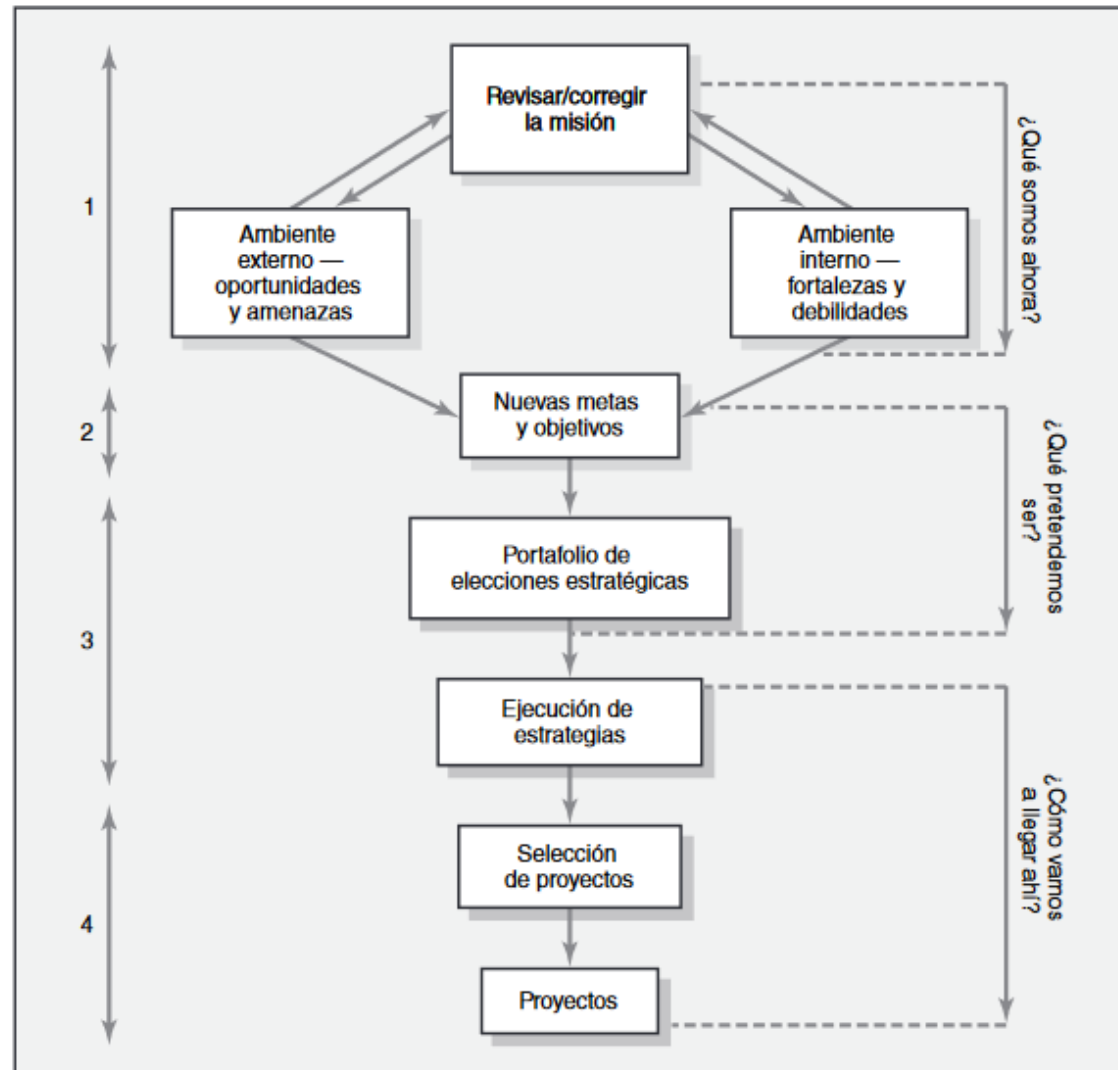 Revisar/corregir
la misión
1
Ambiente
externo —
oportunidades
y amenazas
Ambiente
interno —
fortalezas y
debilidades
¿Qué somos ahora?
2
Nuevas metas
y objetivos
¿Qué pretendemos
ser?
3
Portafolio de
elecciones estratégicas
Ejecución de
estrategias
¿Cómo vamos
a llegar ahí?
4
Selección
de proyectos
Proyectos